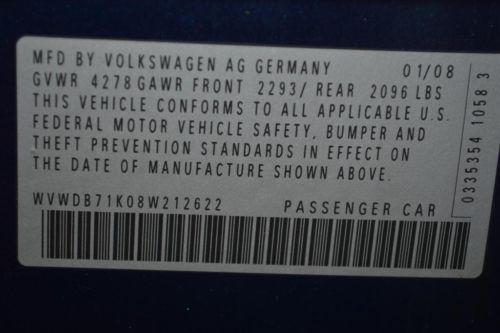 MFD BY VOLKSWAGEN AG GERMANY 01/08
GVWR 4278 GAWR FRONT 2293/ REAR 2096 LBS
THIS VEHICLE CONFORMS TO ALL APPLICABLE U.S.
FEDERAL MOTOR VEHICLE SAFETY, BUMPER AND
THEFT PREVENTION STANDARDS IN EFFECT ON
THE DATE OF MANUFACTURE SHOWN ABOVE.
WVWDB71K08W212622 PASSENGER CAR
0335354 1058 3